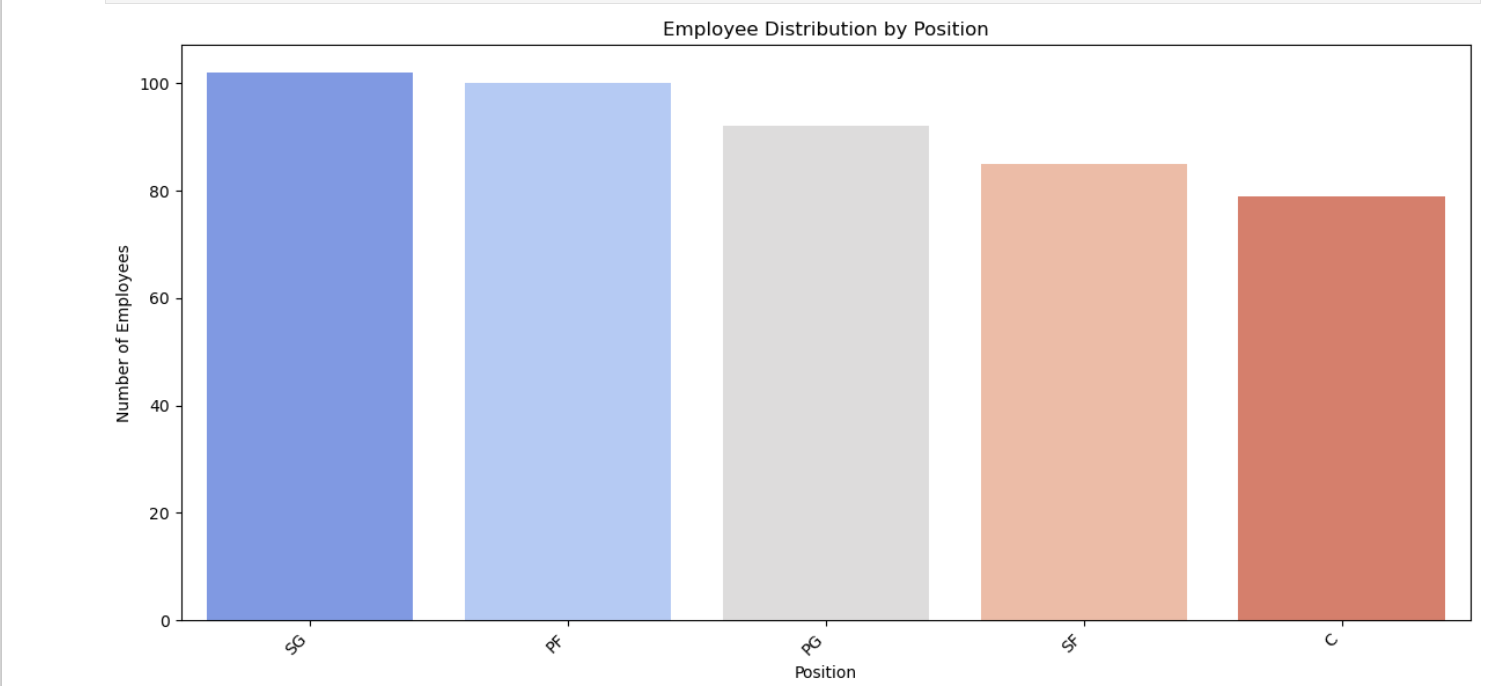 Employee Distribution by Position
Number of Employees
100
80
60
40
20
0
SG
PF
PG
SF
C
Position